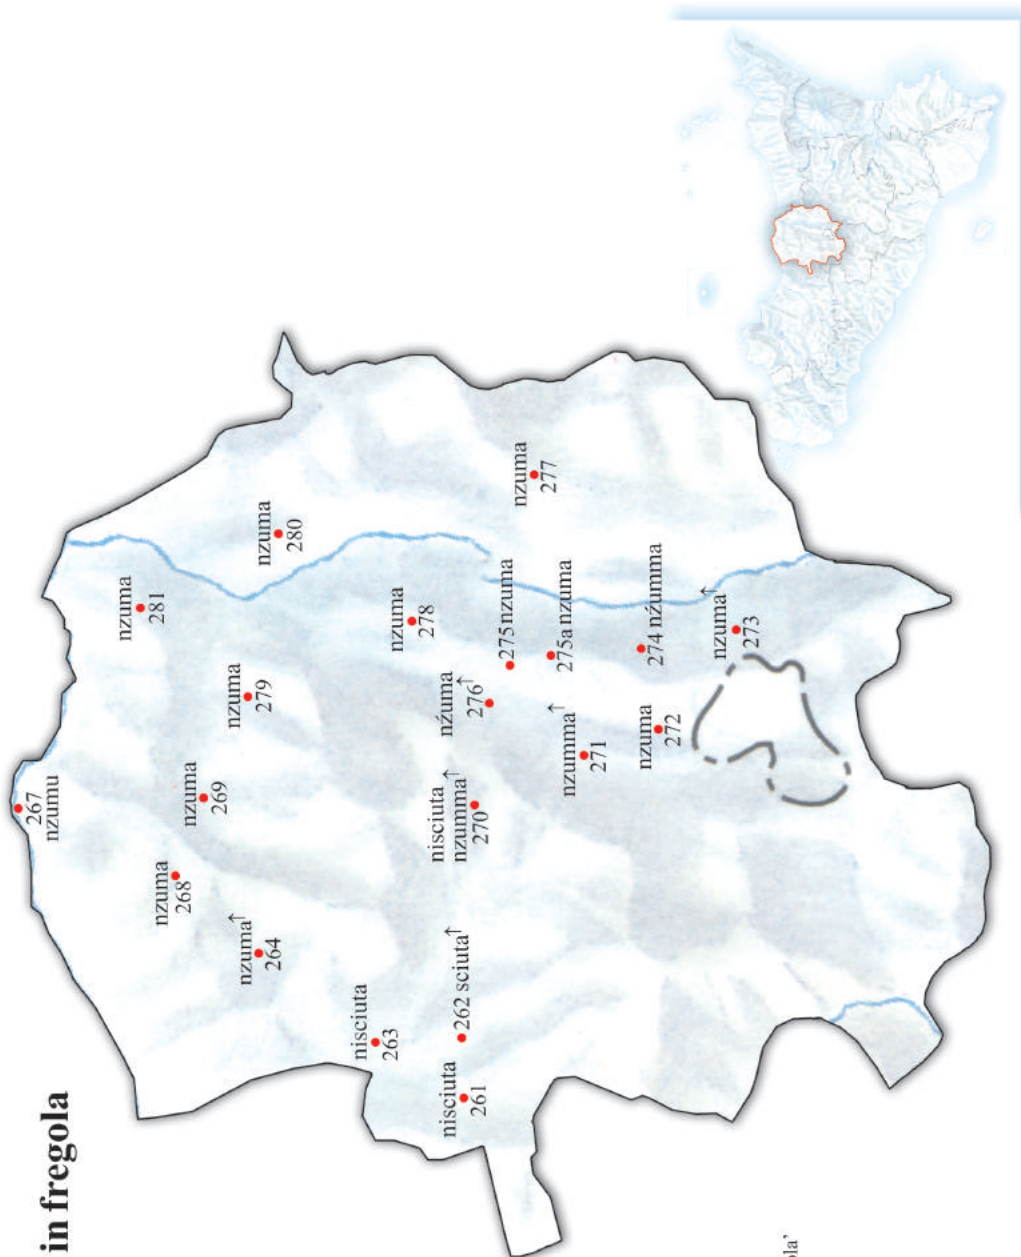 in fregola
267
nzumu
nzuma
281
nzuma
268
nzuma
269
nzuma
279
nzuma
280
nzuma↑
264
nisciuta
263
nzuma
278
nisciuta
261
262 sciuta↑
nisciuta
nzumma↑
270
nźuma↑
276
275 nzuma
nzuma
277
275a nzuma
nzumma↑
271
274 nźumma
nzuma
272
nzuma↑
273
ola’